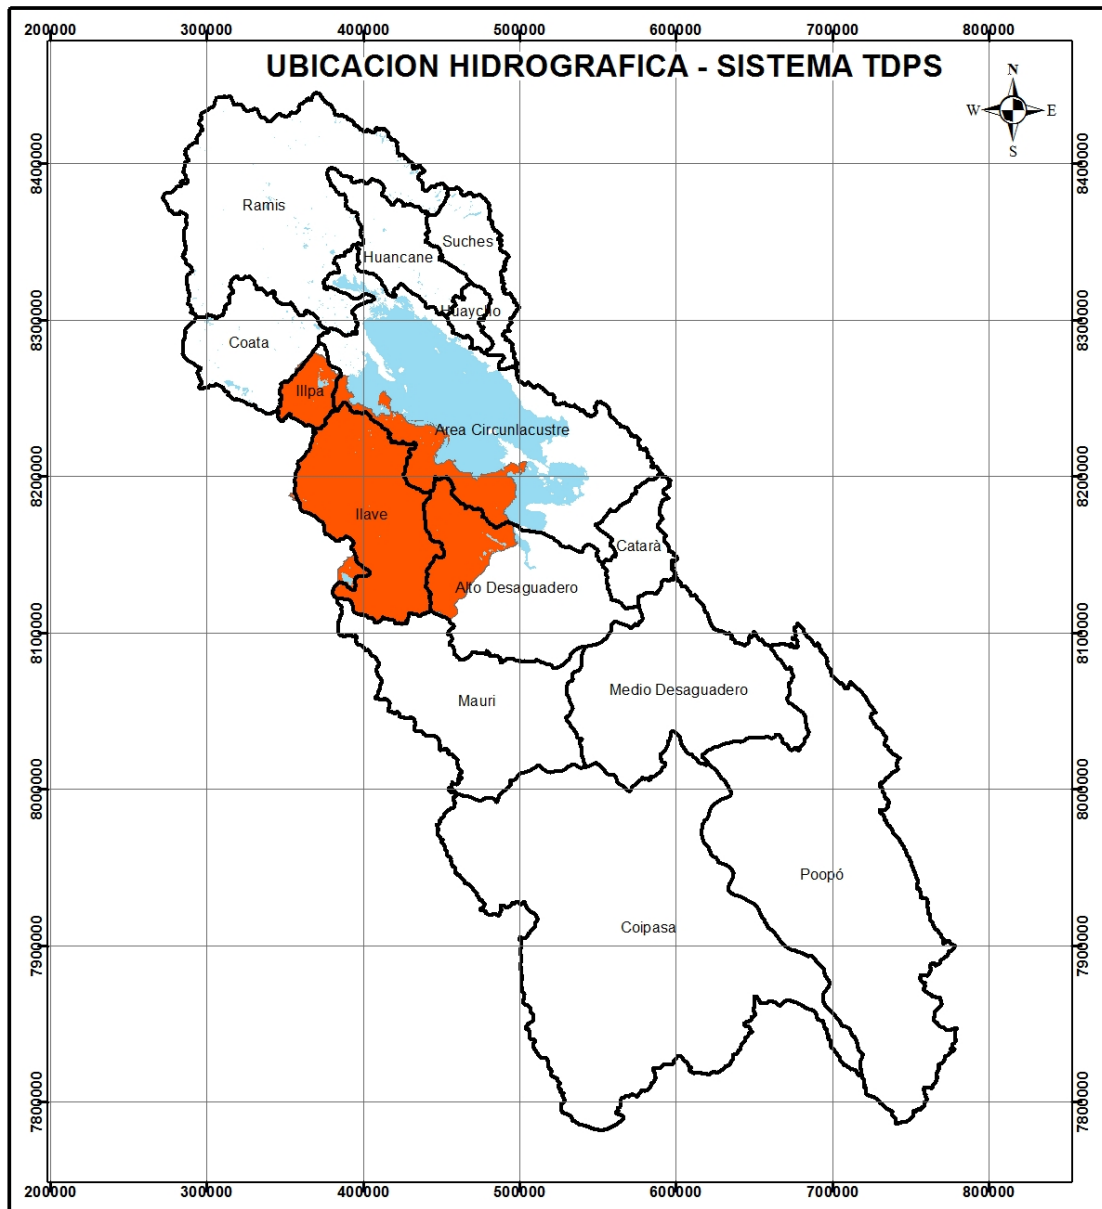 200000 300000 400000 500000 600000 700000 800000
UBICACION HIDROGRAFICA - SISTEMA TDPS
N
W E
S
8400000 8400000
Ramis
Suches
Huancane
Huaycho
8300000 8300000
Coata
Illpa
Area Circunlacustre
8200000 8200000
Ilave
Catarà
Alto Desaguadero
8100000 8100000
Medio Desaguadero
Mauri
8000000 8000000
Poopó
Coipasa
7900000 7900000
7800000 7800000
200000 300000 400000 500000 600000 700000 800000